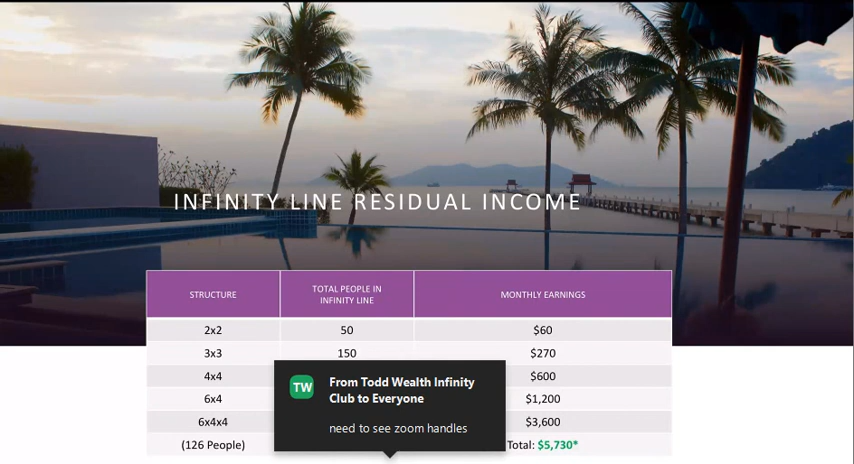 INFINITY LINE RESIDUAL INCOME
STRUCTURE
TOTAL PEOPLE IN
INFINITY LINE
MONTHLY EARNINGS
2x2 50 $60
3x3 150 $270
4x4 $600
6x4 $1,200
6x4x4 $3,600
(126 People) Total: $5,730*
TW
From Todd Wealth Infinity
Club to Everyone
need to see zoom handles